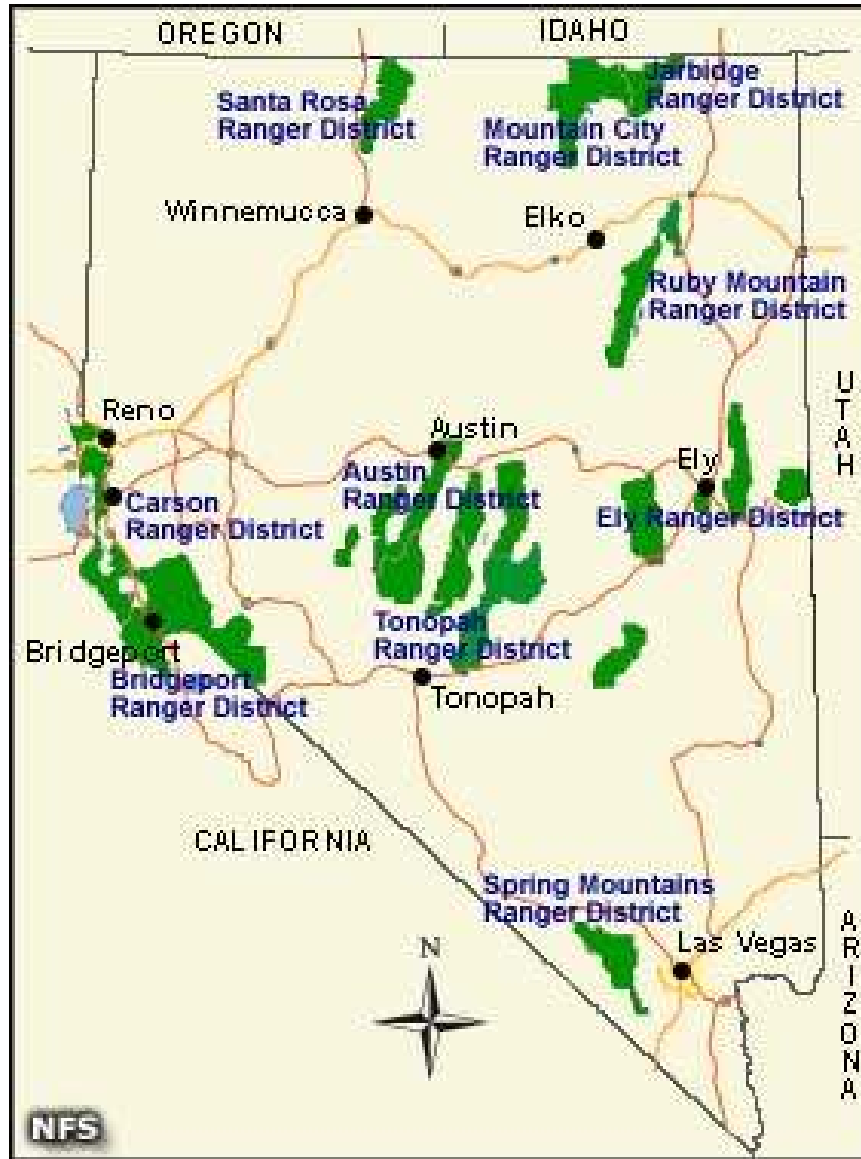 OREGON
IDAHO
Jarbidge
Ranger District
Santa Rosa
Ranger District
Mountain City
Ranger District
Winnemucca
Elko
Ruby Mountain
Ranger District
UTAH
Reno
Austin
Ely
Austin
Ranger District
Carson
Ranger District
Ely Ranger District
Tonopah
Ranger District
Bridgeport
Bridgeport
Ranger District
Tonopah
CALIFORNIA
Spring Mountains
Ranger District
Las Vegas
ARIZONA
N
NFS